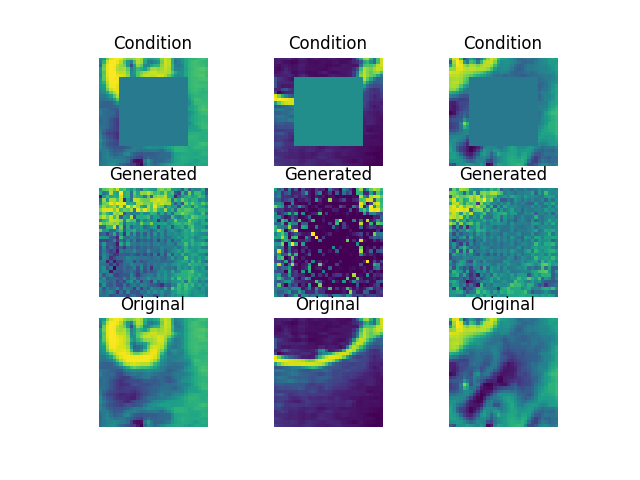 Condition Condition Condition
Generated Generated Generated
Original Original Original